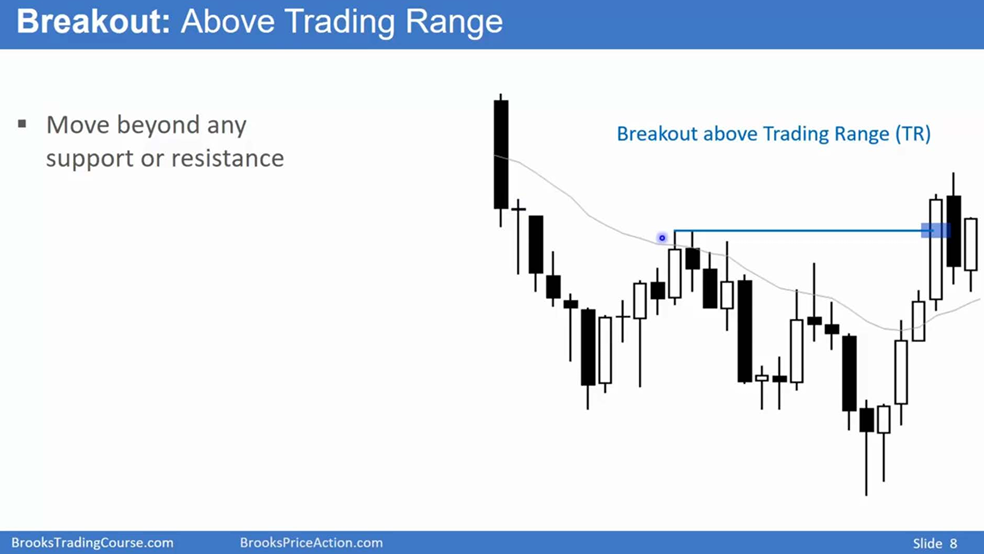 Breakout: Above Trading Range
▪ Move beyond any
support or resistance
Breakout above Trading Range (TR)
BrooksTradingCourse.com
BrooksPriceAction.com
Slide 8